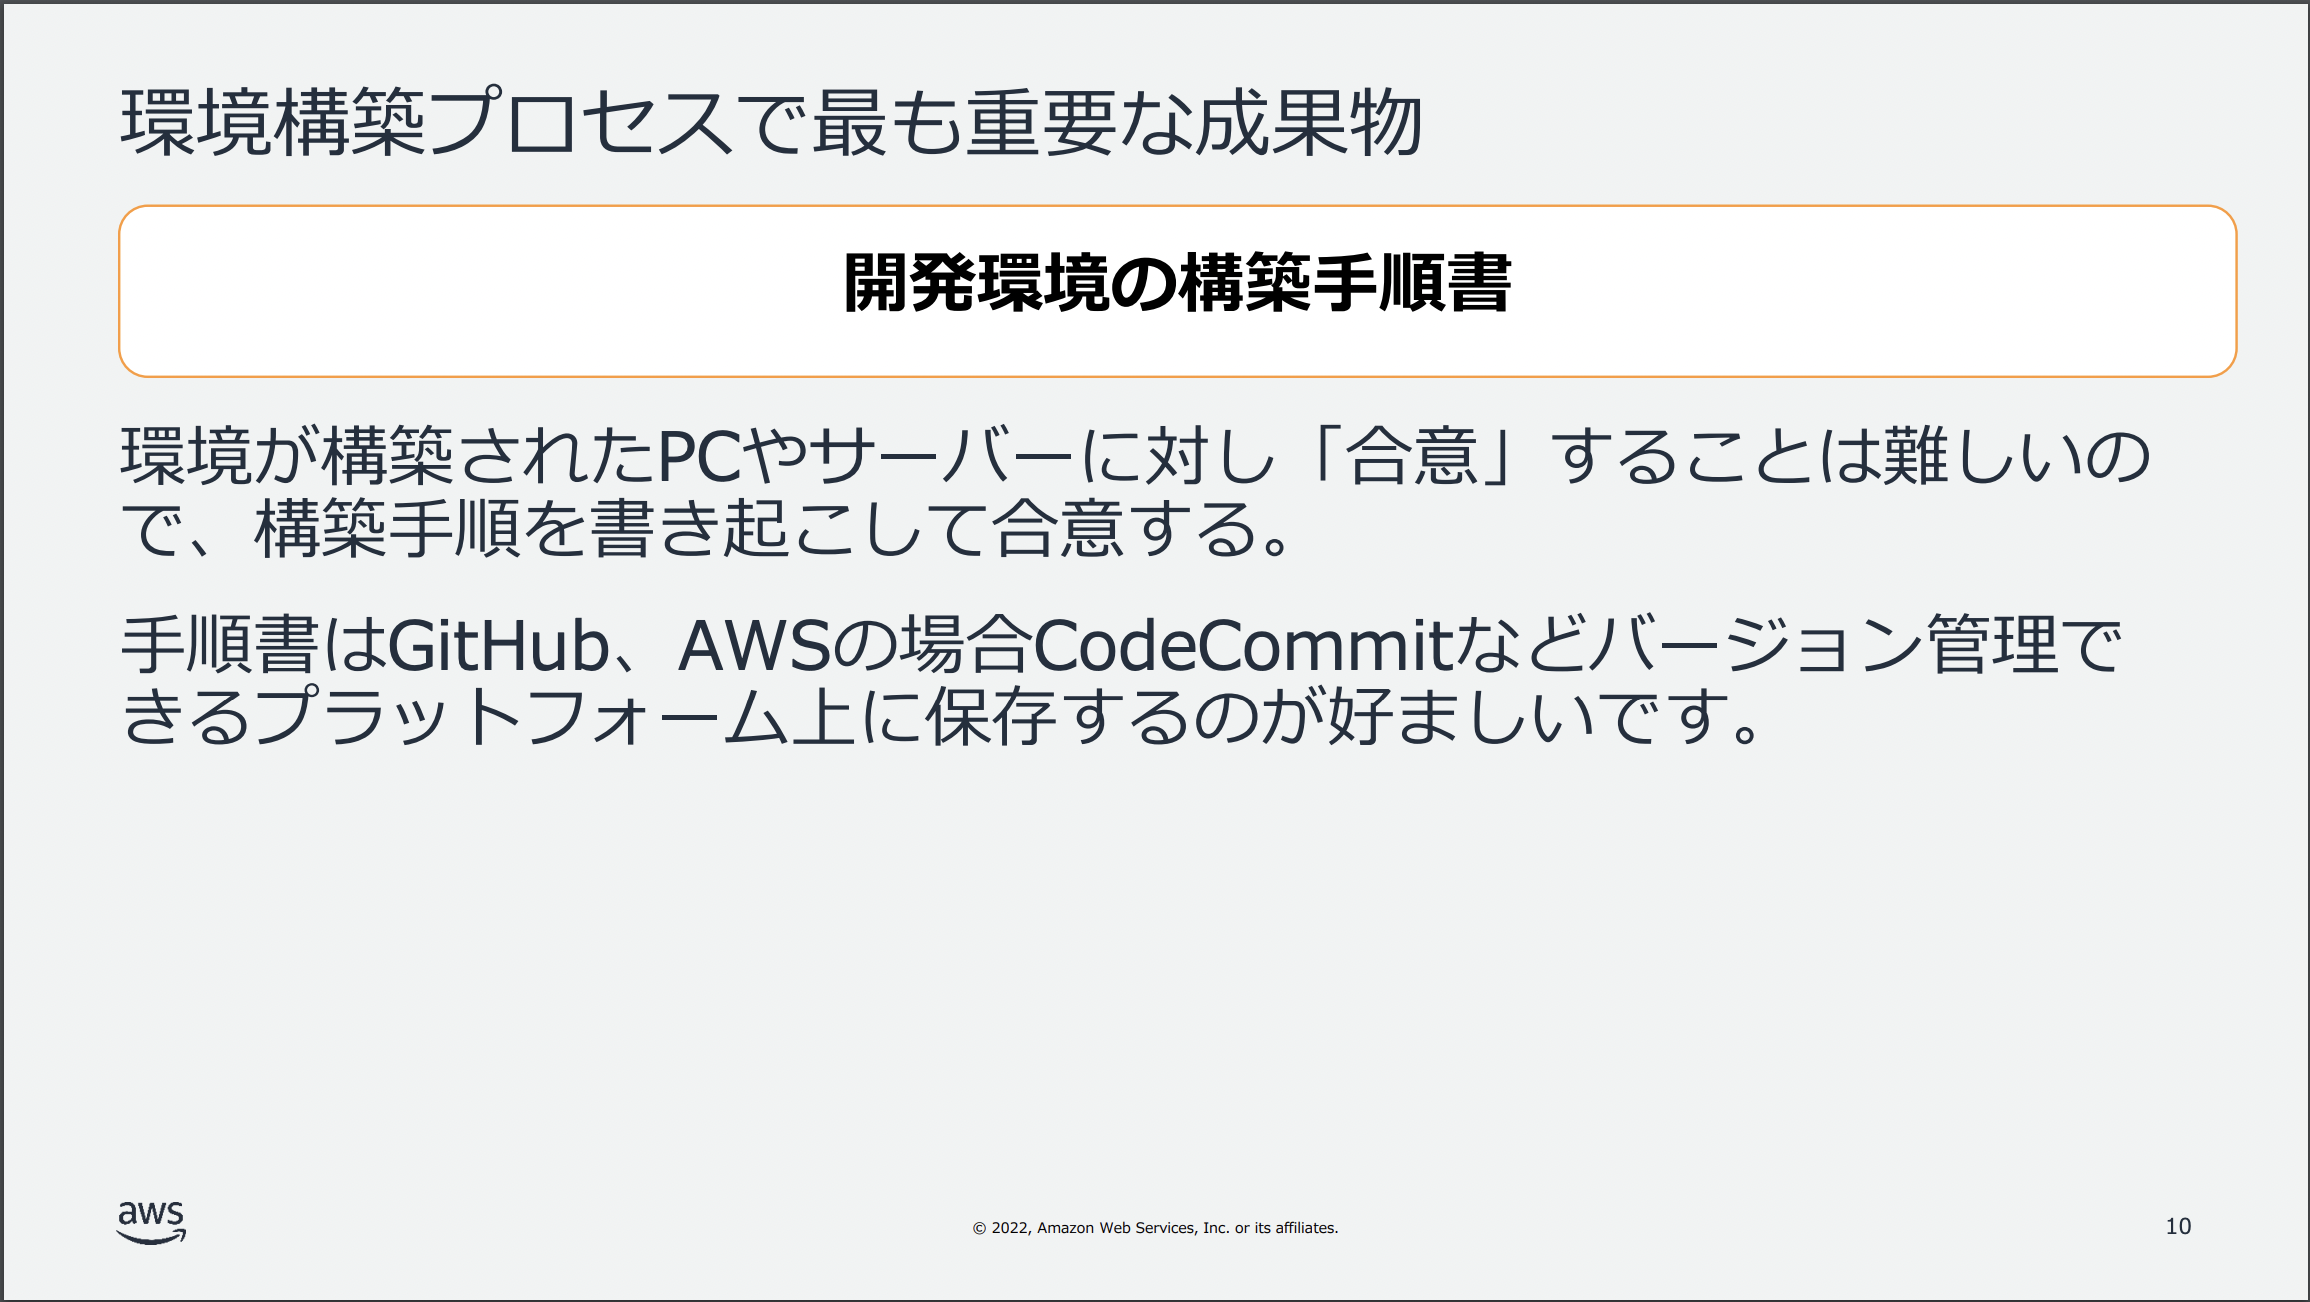 環境構築プロセスで最も重要な成果物
開発環境の構築手順書
環境が構築されたPCやサーバーに対し「合意」することは難しいの
で、構築手順を書き起こして合意する。
手順書はGitHub、AWSの場合CodeCommitなどバージョン管理で
きるプラットフォーム上に保存するのが好ましいです。
aws
© 2022, Amazon Web Services, Inc. or its affiliates.
10